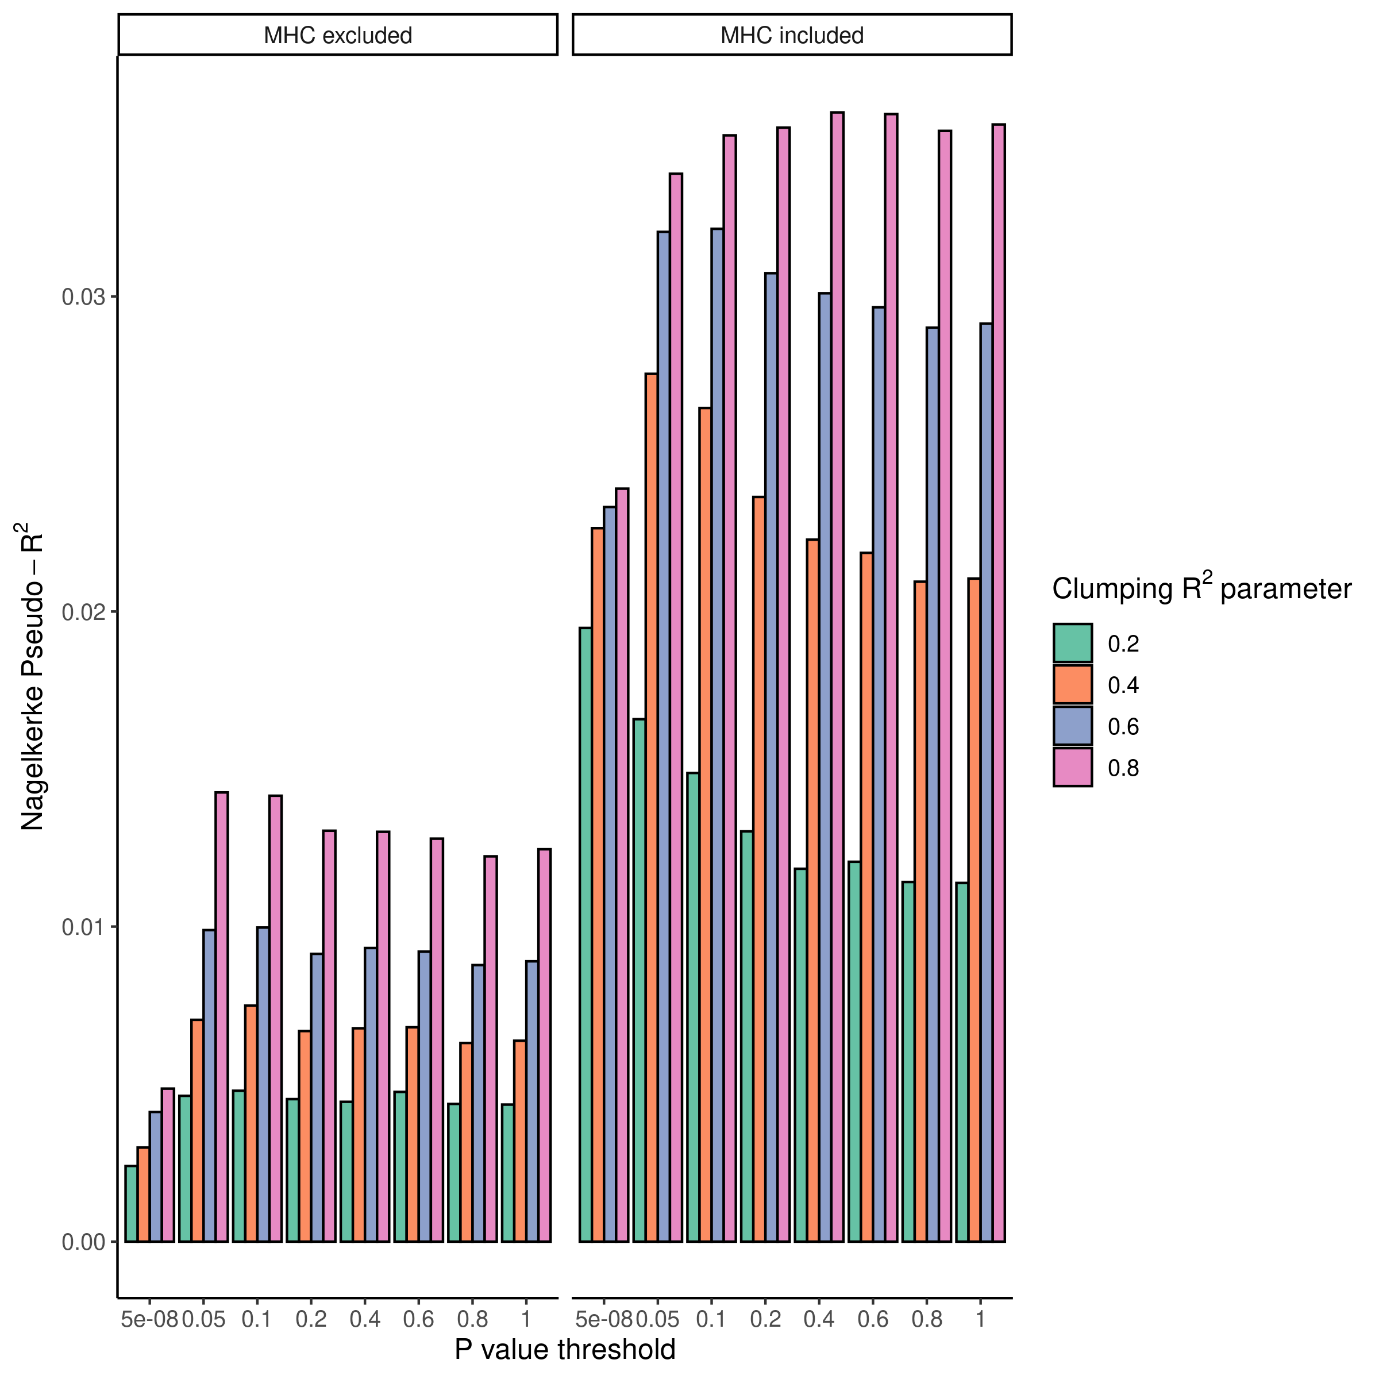 MHC excluded
MHC included
Nagelkerke Pseudo−R²
0.03
0.02
0.01
0.00
5e-08 0.05 0.1 0.2 0.4 0.6 0.8 1
5e-08 0.05 0.1 0.2 0.4 0.6 0.8 1
P value threshold
Clumping R² parameter
0.2
0.4
0.6
0.8